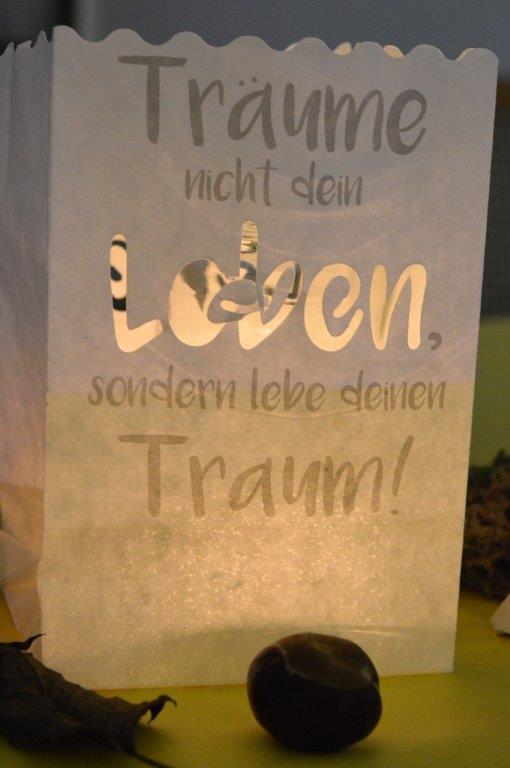 Träume
nicht dein
Leben,
sondern lebe deinen
Traum!